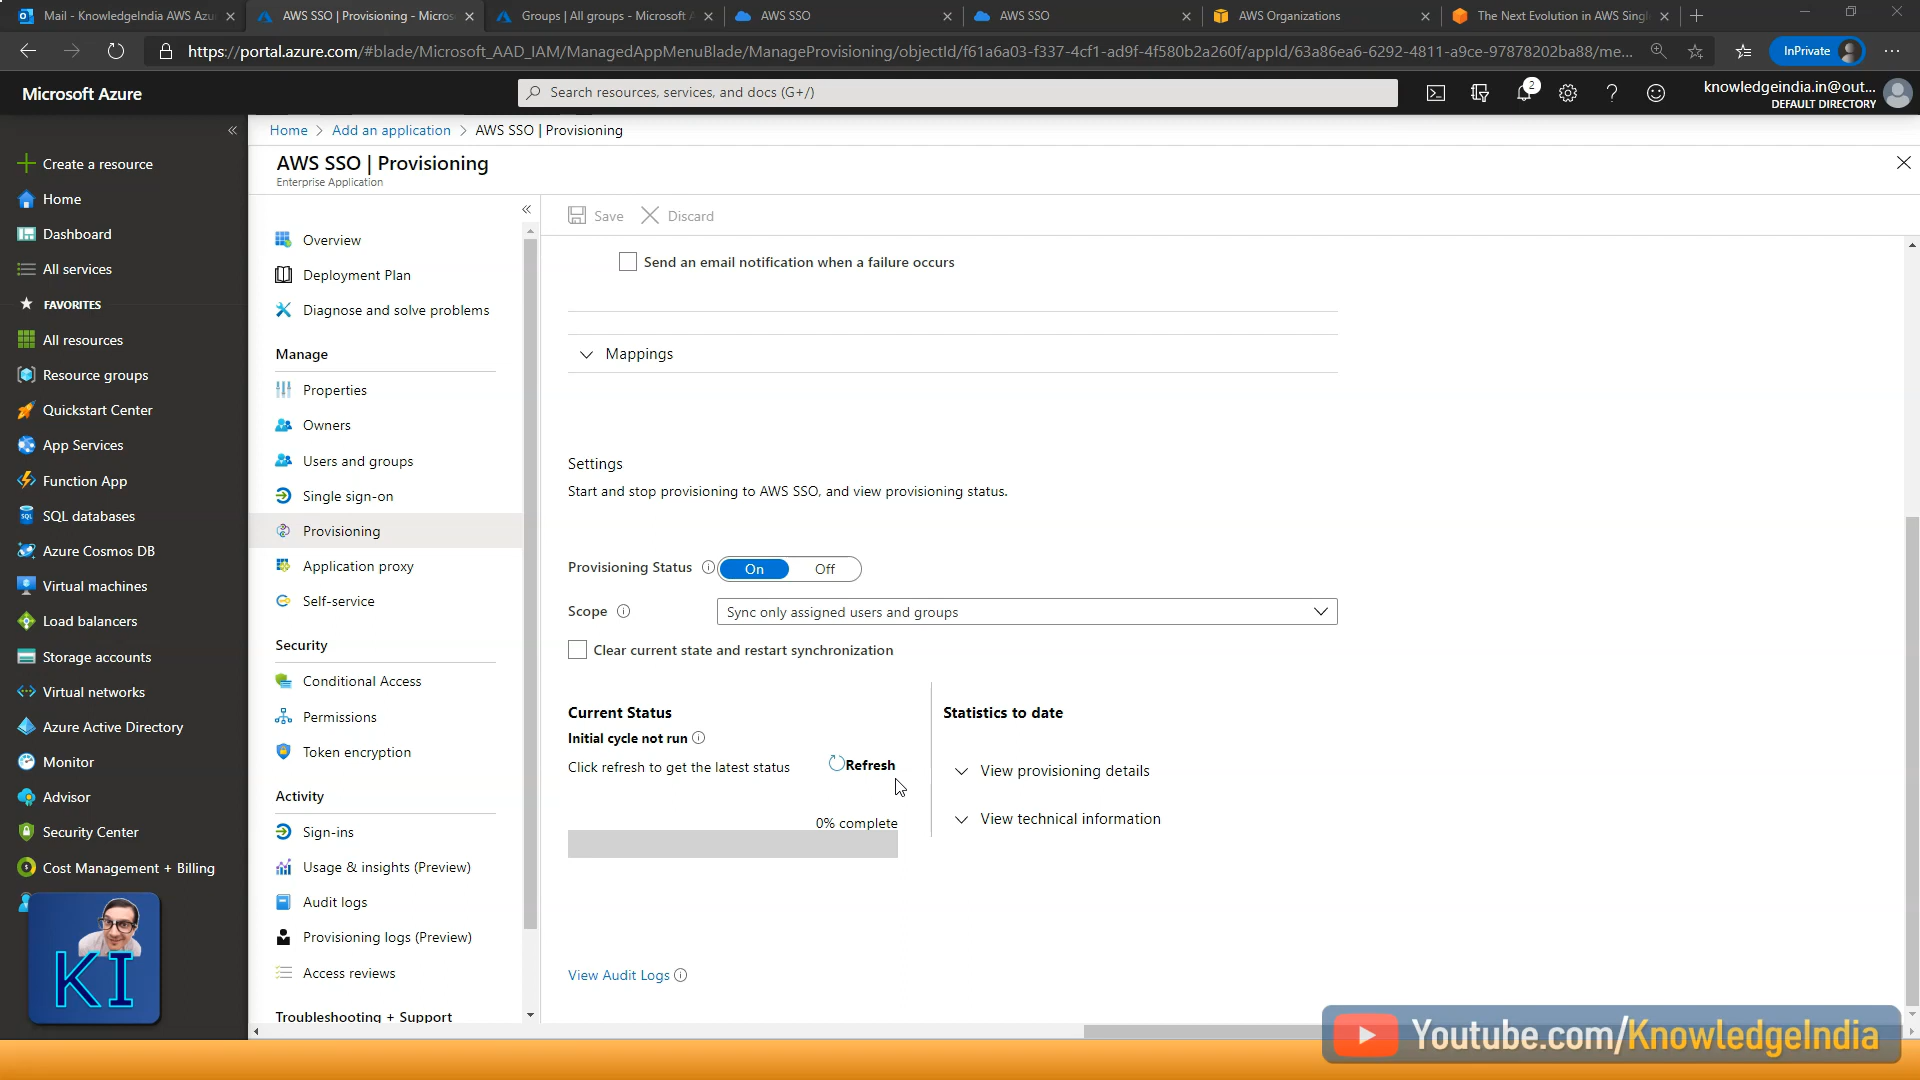 Mail - KnowledgeIndia AWS Azu
AWS SSO | Provisioning - Micros
Groups | All groups - Microsoft A
AWS SSO
AWS SSO
AWS Organizations
The Next Evolution in AWS Singl
https://portal.azure.com/#blade/Microsoft_AAD_IAM/ManagedAppMenuBlade/ManageProvisioning/objectId/f61a6a03-f337-4cf1-ad9f-4f580b2a260f/appId/63a86ea6-6292-4811-a9ce-97878202ba88/me...
InPrivate
Microsoft Azure
Search resources, services, and docs (G+/)
2
knowledgeindia.in@out...
DEFAULT DIRECTORY
Create a resource
Home
Dashboard
All services
FAVORITES
All resources
Resource groups
Quickstart Center
App Services
Function App
SQL databases
Azure Cosmos DB
Virtual machines
Load balancers
Storage accounts
Virtual networks
Azure Active Directory
Monitor
Advisor
Security Center
Cost Management + Billing
KI
Home > Add an application > AWS SSO | Provisioning
AWS SSO | Provisioning
Enterprise Application
Overview
Deployment Plan
Diagnose and solve problems
Manage
Properties
Owners
Users and groups
Single sign-on
Provisioning
Application proxy
Self-service
Security
Conditional Access
Permissions
Token encryption
Activity
Sign-ins
Usage & insights (Preview)
Audit logs
Provisioning logs (Preview)
Access reviews
Troubleshooting + Support
Save
Discard
Send an email notification when a failure occurs
Mappings
Settings
Start and stop provisioning to AWS SSO, and view provisioning status.
Provisioning Status
On
Off
Scope
Sync only assigned users and groups
Clear current state and restart synchronization
Current Status
Initial cycle not run
Click refresh to get the latest status
Refresh
0% complete
Statistics to date
View provisioning details
View technical information
View Audit Logs
Youtube.com/KnowledgeIndia